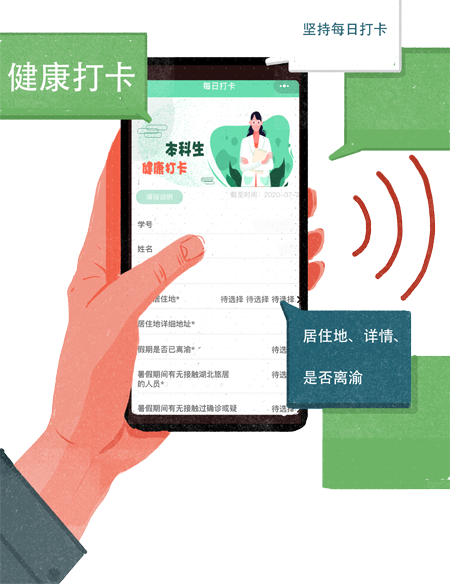 坚持每日打卡
健康打卡
每日打卡
本科生
健康打卡
填报说明
截至时间：2020-07-
学号
姓名
居住地* 待选择 待选择 待选择
居住地详细地址*
假期是否已离渝* 待选
暑假期间有无接触湖北旅居
的人员* 待选
暑假期间有无接触过确诊或疑 待选
居住地、详情、
是否离渝